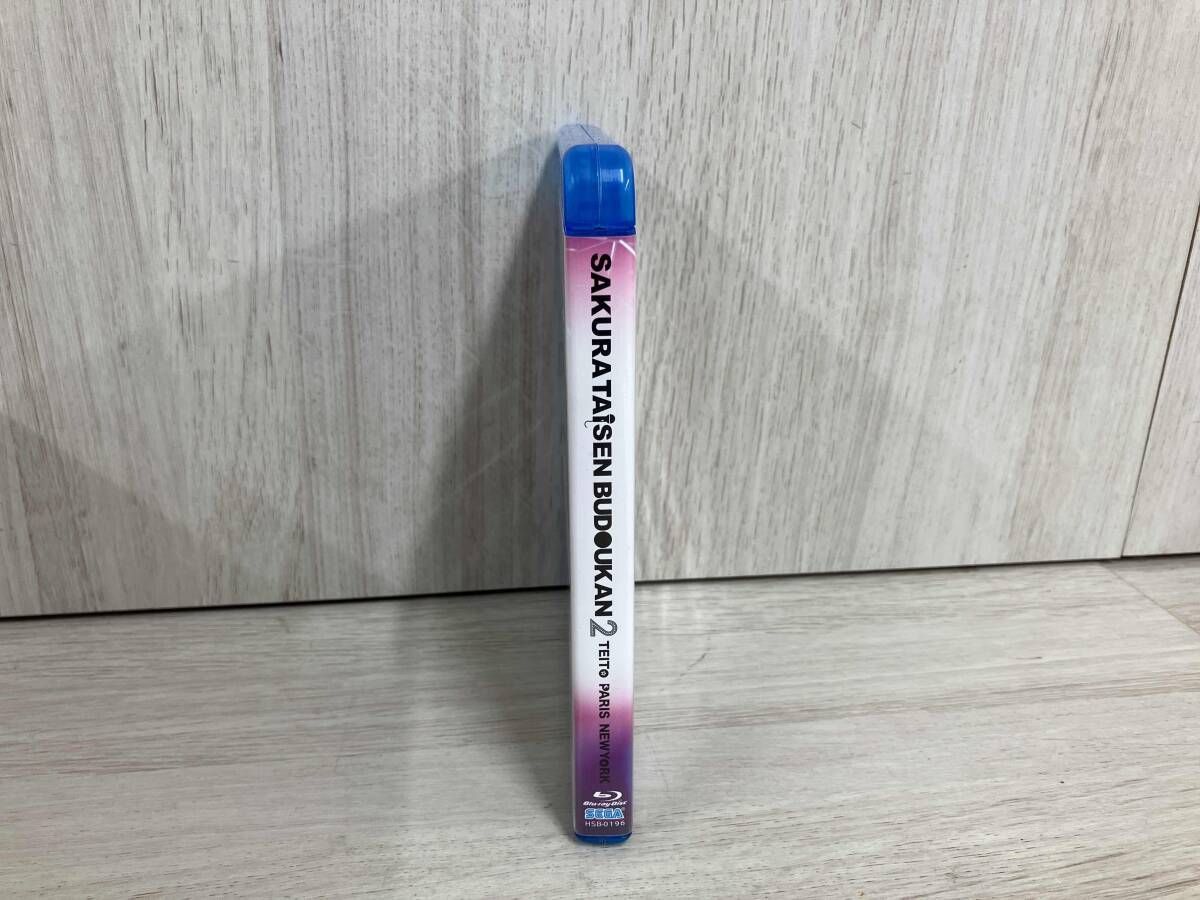 SAKURA TAISEN BUDOUKAN 2
TEITO PARIS NEWYORK
Blu-ray Disc
SEGA
HSB-0196